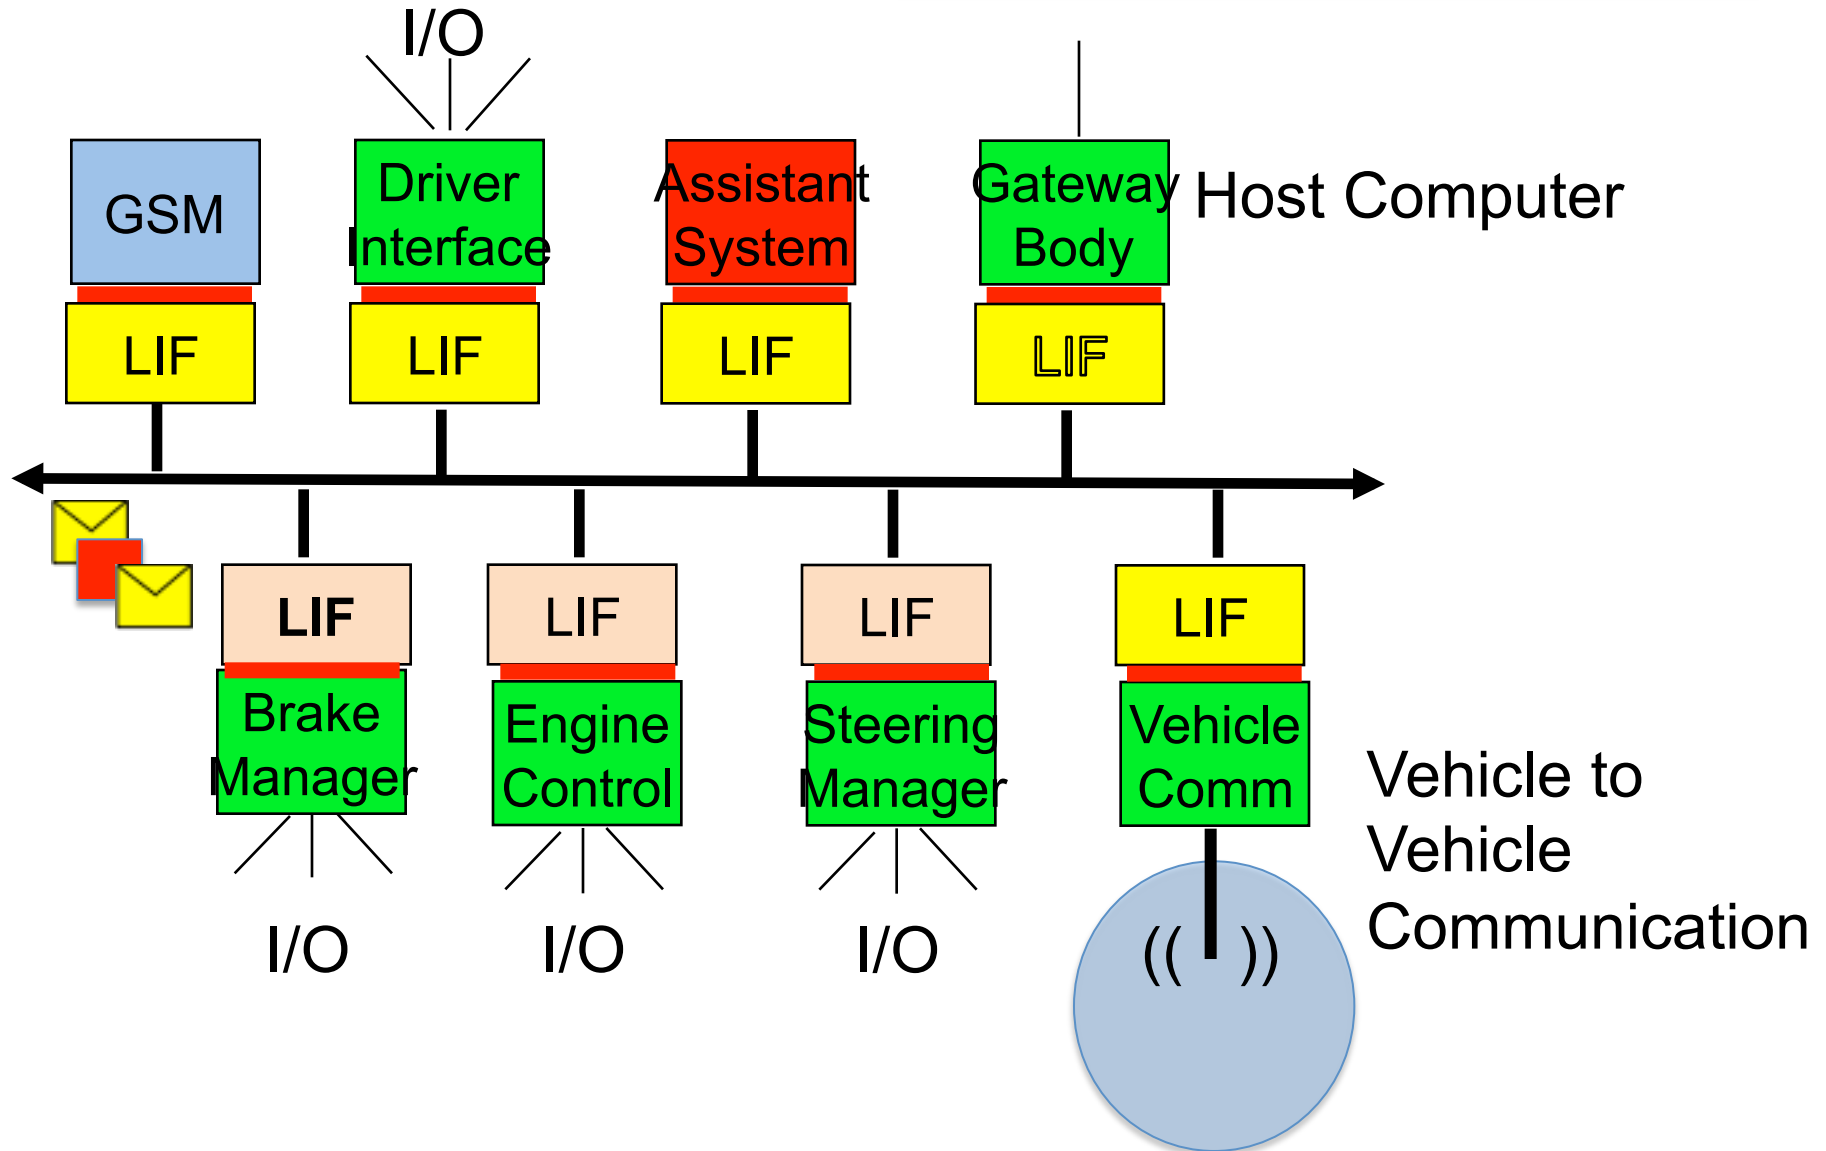 I/O
GSM
Driver
Interface
Assistant
System
Gateway
Body
Host Computer
LIF
LIF
LIF
LIF
LIF
LIF
LIF
LIF
Brake
Manager
Engine
Control
Steering
Manager
Vehicle
Comm
Vehicle to
Vehicle
Communication
I/O
I/O
I/O
(( ))